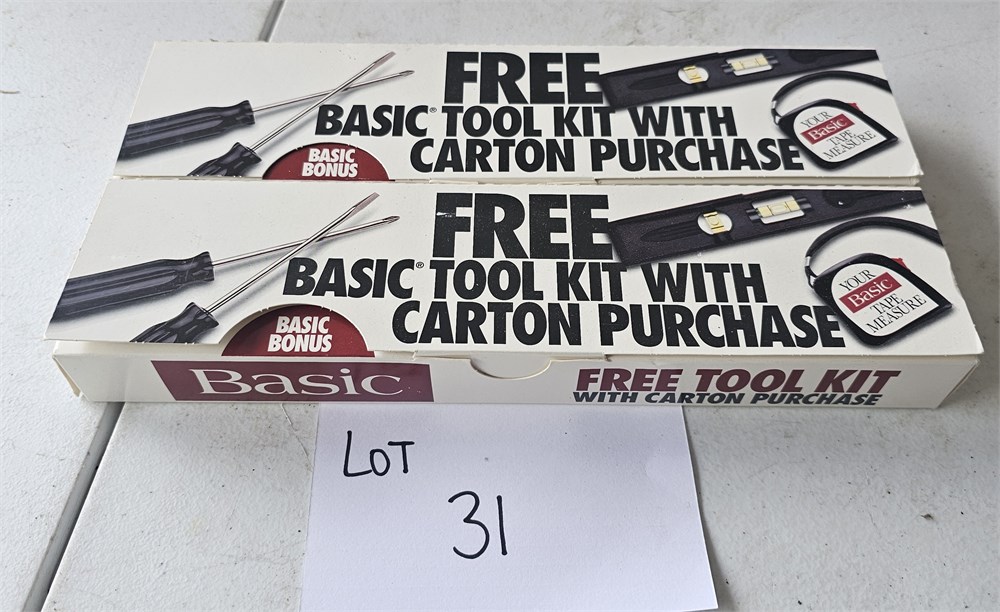 FREE
BASIC® TOOL KIT WITH
CARTON PURCHASE
BASIC
BONUS
YOUR
Basic
TAPE
MEASURE
FREE
BASIC® TOOL KIT WITH
CARTON PURCHASE
BASIC
BONUS
YOUR
Basic
TAPE
MEASURE
Basic
FREE TOOL KIT
WITH CARTON PURCHASE
LOT
31